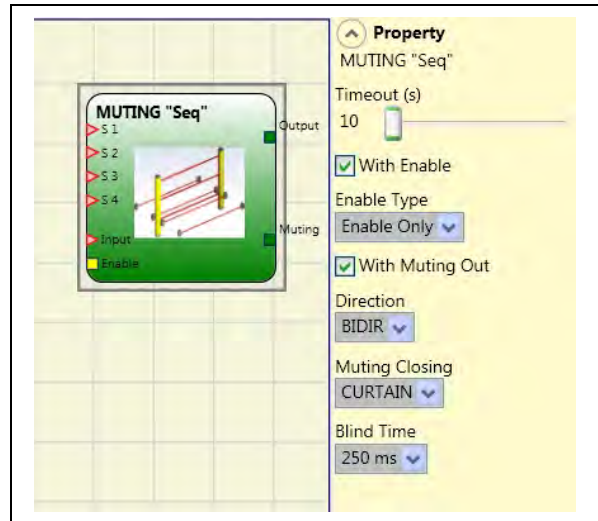 MUTING "Seq"
S 1
S 2
S 3
S 4
Input
Enable
Output
Muting
Property
MUTING "Seq"
Timeout (s)
10
With Enable
Enable Type
Enable Only
With Muting Out
Direction
BIDIR
Muting Closing
CURTAIN
Blind Time
250 ms